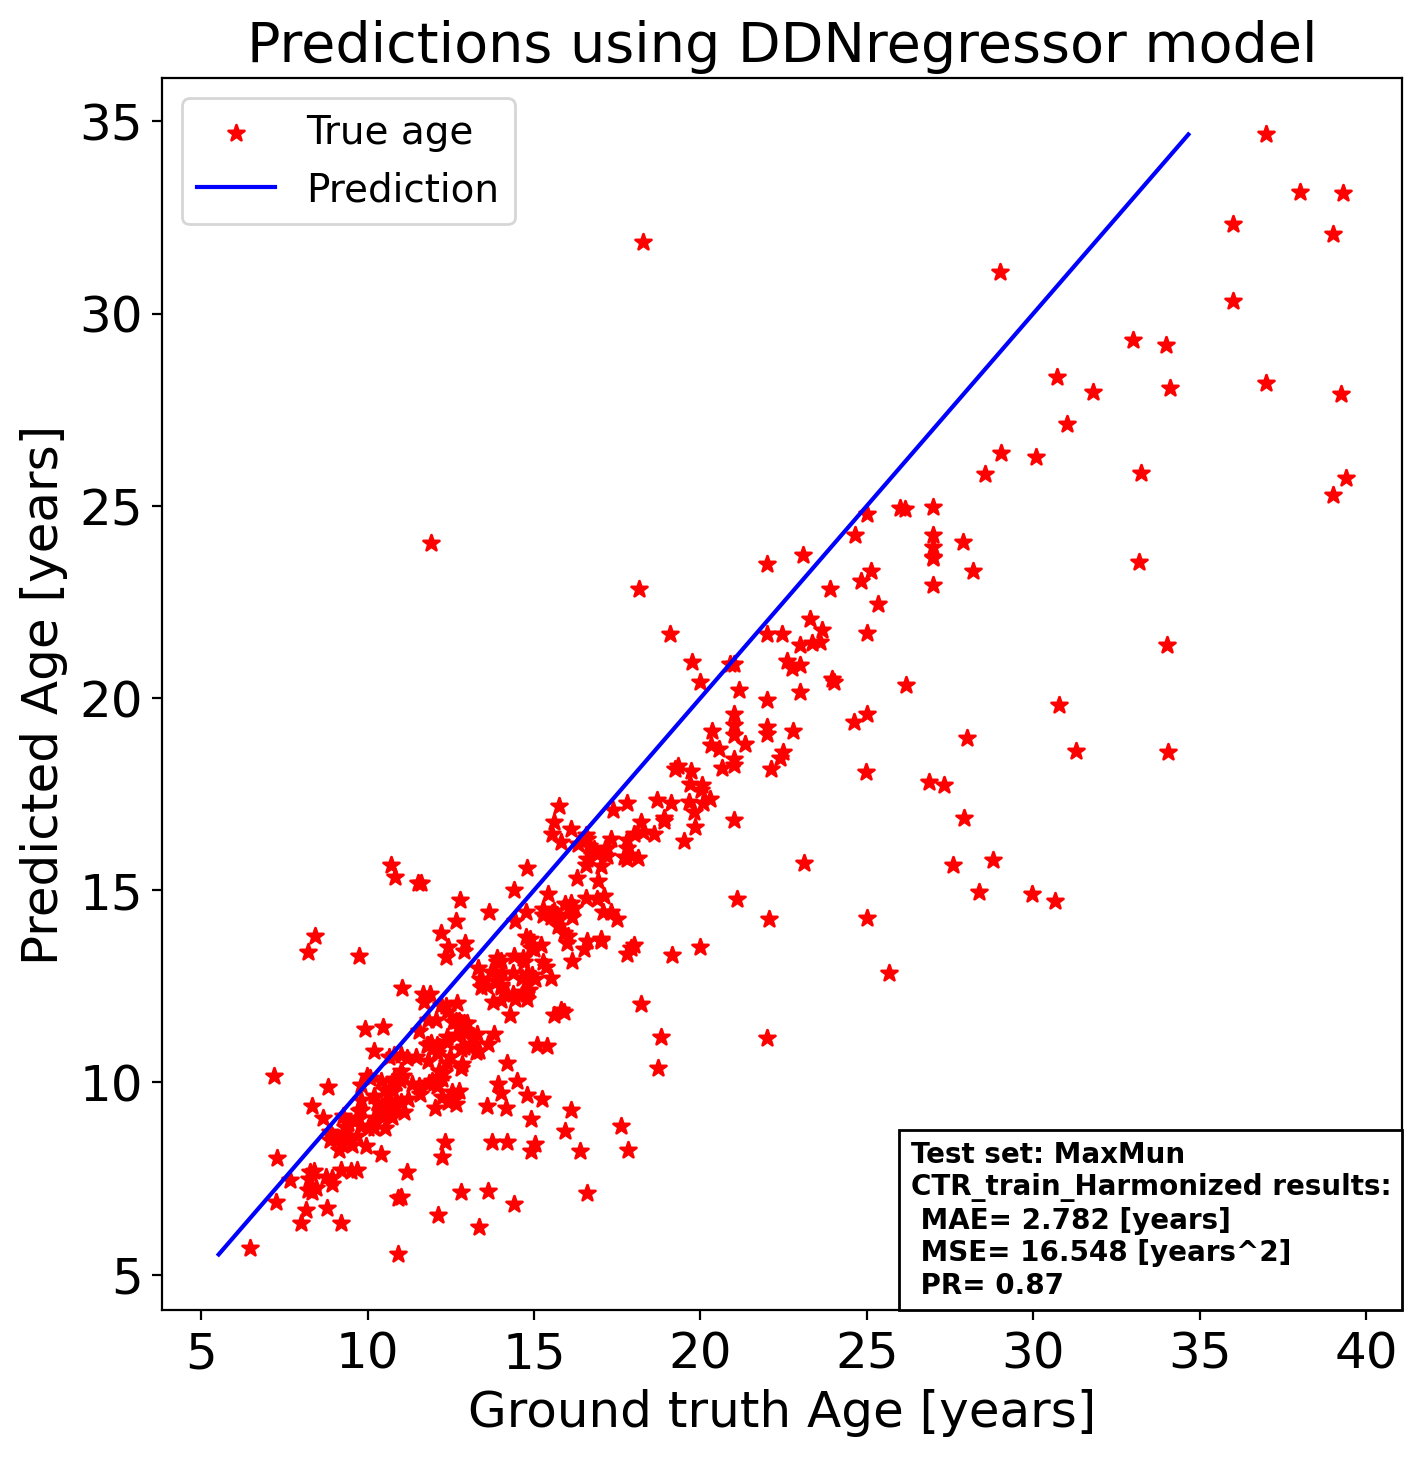 Predictions using DDNregressor model
True age
Prediction
Predicted Age [years]
35
30
25
20
15
10
5
Test set: MaxMun
CTR_train_Harmonized results:
MAE= 2.782 [years]
MSE= 16.548 [years^2]
PR= 0.87
5 10 15 20 25 30 35 40
Ground truth Age [years]